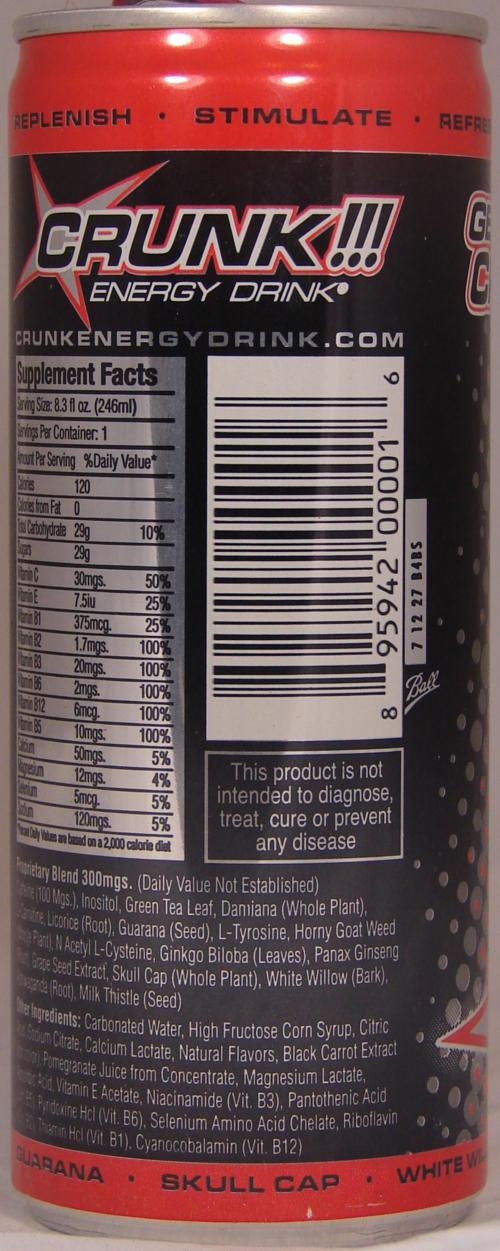 REPLENISH • STIMULATE • REFRE
CRUNK!!!
ENERGY DRINK
CRUNKENERGYDRINK.COM
Supplement Facts
Serving Size: 8.3 fl oz. (246ml)
Servings Per Container: 1
Amount Per Serving %Daily Value*
Calories 120
Calories from Fat 0
Total Carbohydrate 29g 10%
Sugars 29g
Vitamin C 30mgs. 50%
Vitamin E 7.5iu 25%
Vitamin B1 375mcg. 25%
Vitamin B2 1.7mgs. 100%
Vitamin B3 20mgs. 100%
Vitamin B6 2mgs. 100%
Vitamin B12 6mcg. 100%
Vitamin B5 10mgs. 100%
Calcium 50mgs. 5%
Magnesium 12mgs. 4%
Selenium 5mcg. 5%
Sodium 120mgs. 5%
*Percent Daily Values are based on a 2,000 calorie diet
8 95942 00001 6
7 12 27 B4BS
Ball
This product is not
intended to diagnose,
treat, cure or prevent
any disease
Proprietary Blend 300mgs. (Daily Value Not Established)
Caffeine (100 Mgs.), Inositol, Green Tea Leaf, Damiana (Whole Plant),
L-Carnitine, Licorice (Root), Guarana (Seed), L-Tyrosine, Horny Goat Weed
Plant), N Acetyl L-Cysteine, Ginkgo Biloba (Leaves), Panax Ginseng
Grape Seed Extract, Skull Cap (Whole Plant), White Willow (Bark),
(Root), Milk Thistle (Seed)
Other Ingredients: Carbonated Water, High Fructose Corn Syrup, Citric
Sodium Citrate, Calcium Lactate, Natural Flavors, Black Carrot Extract
Pomegranate Juice from Concentrate, Magnesium Lactate,
Acid, Vitamin E Acetate, Niacinamide (Vit. B3), Pantothenic Acid
Pyridoxine Hcl (Vit. B6), Selenium Amino Acid Chelate, Riboflavin
Thiamin Hcl (Vit. B1), Cyanocobalamin (Vit. B12)
GUARANA • SKULL CAP • WHITE WIL